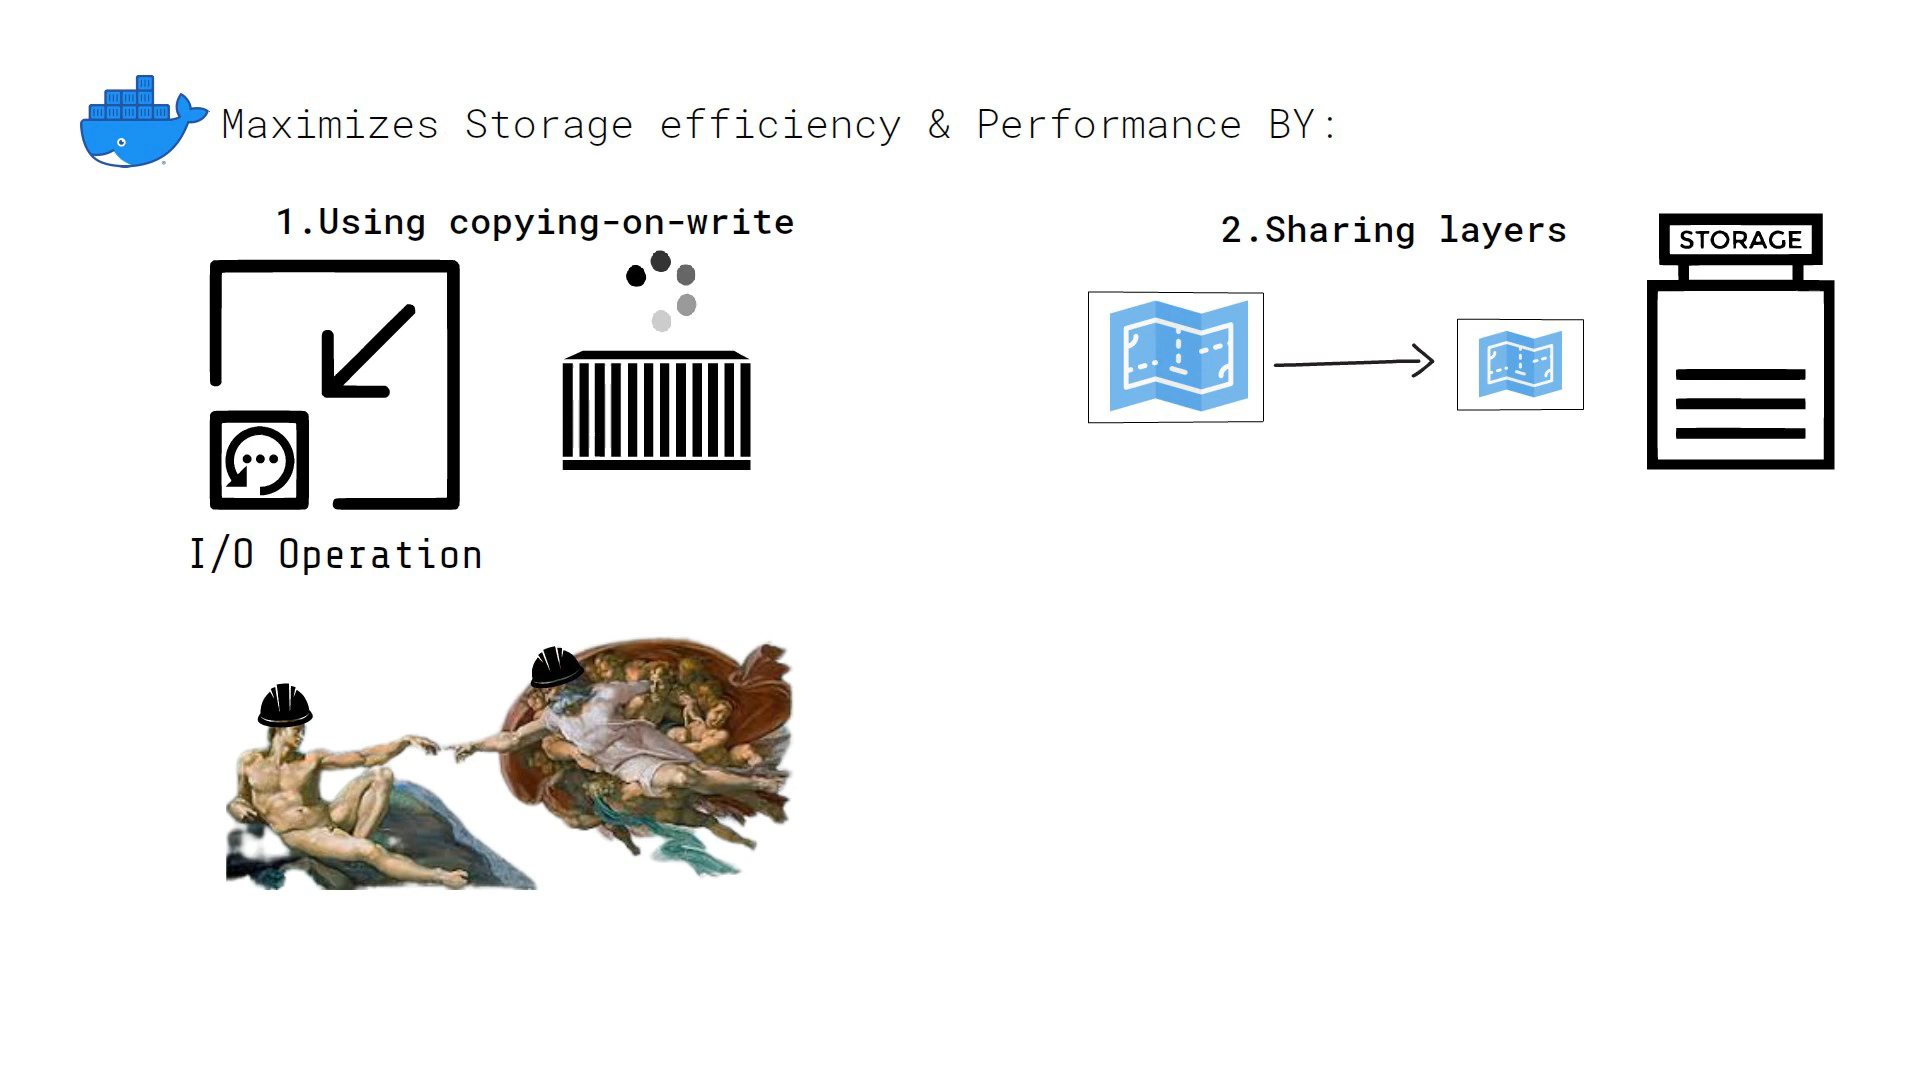 Maximizes Storage efficiency & Performance BY:
1.Using copying-on-write
2.Sharing layers
STORAGE
I/O Operation